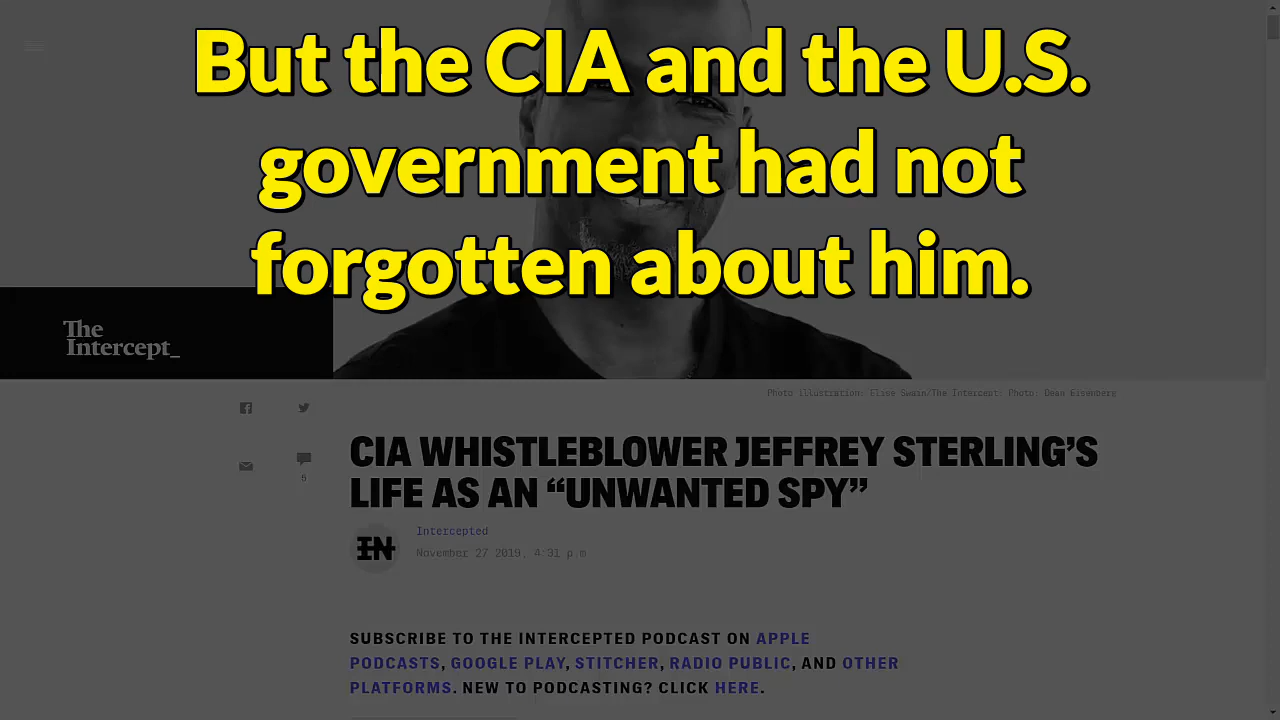 But the CIA and the U.S.
government had not
forgotten about him.
The
Intercept_
Photo illustration: Elise Swain/The Intercept; Photo: Dean Eisenberg
6
CIA WHISTLEBLOWER JEFFREY STERLING’S
LIFE AS AN “UNWANTED SPY”
IN
Intercepted
November 27 2019, 4:31 p.m
SUBSCRIBE TO THE INTERCEPTED PODCAST ON APPLE
PODCASTS, GOOGLE PLAY, STITCHER, RADIO PUBLIC, AND OTHER
PLATFORMS. NEW TO PODCASTING? CLICK HERE.